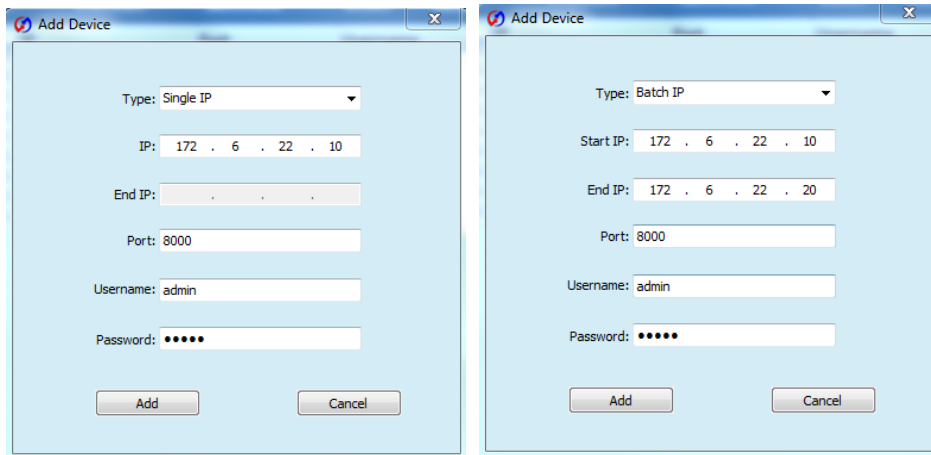 Add Device
Type: Single IP
IP: 172 . 6 . 22 . 10
End IP: . . .
Port: 8000
Username: admin
Password: •••••
Add Cancel
Add Device
Type: Batch IP
Start IP: 172 . 6 . 22 . 10
End IP: 172 . 6 . 22 . 20
Port: 8000
Username: admin
Password: •••••
Add Cancel